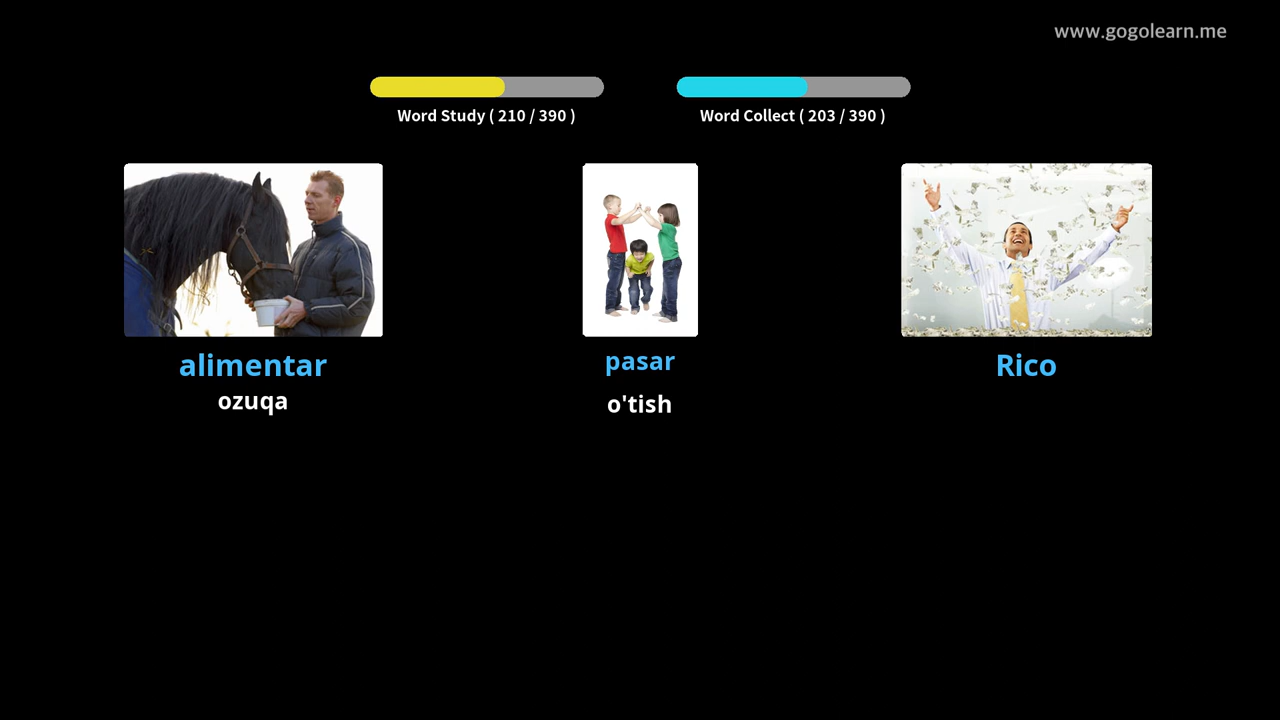 www.gogolearn.me
Word Study ( 210 / 390 )
Word Collect ( 203 / 390 )
alimentar
ozuqa
pasar
o'tish
Rico